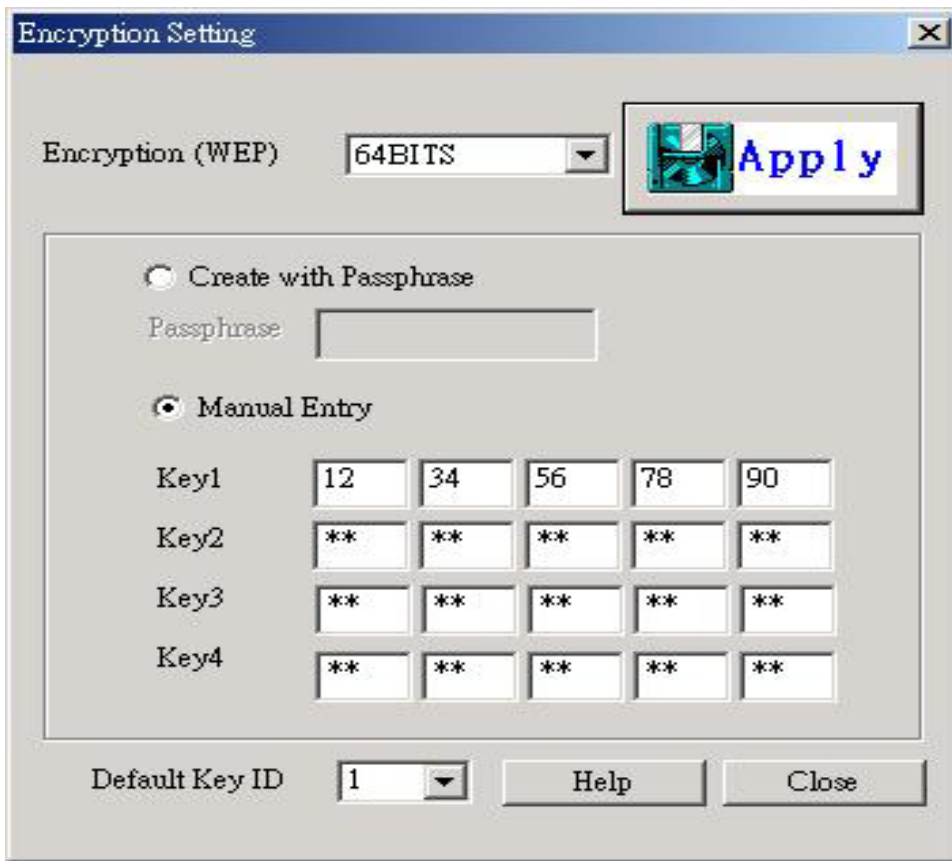 Encryption Setting
Encryption (WEP) 64BITS Apply
Create with Passphrase
Passphrase
Manual Entry
Key1 12 34 56 78 90
Key2 ** ** ** ** **
Key3 ** ** ** ** **
Key4 ** ** ** ** **
Default Key ID 1 Help Close